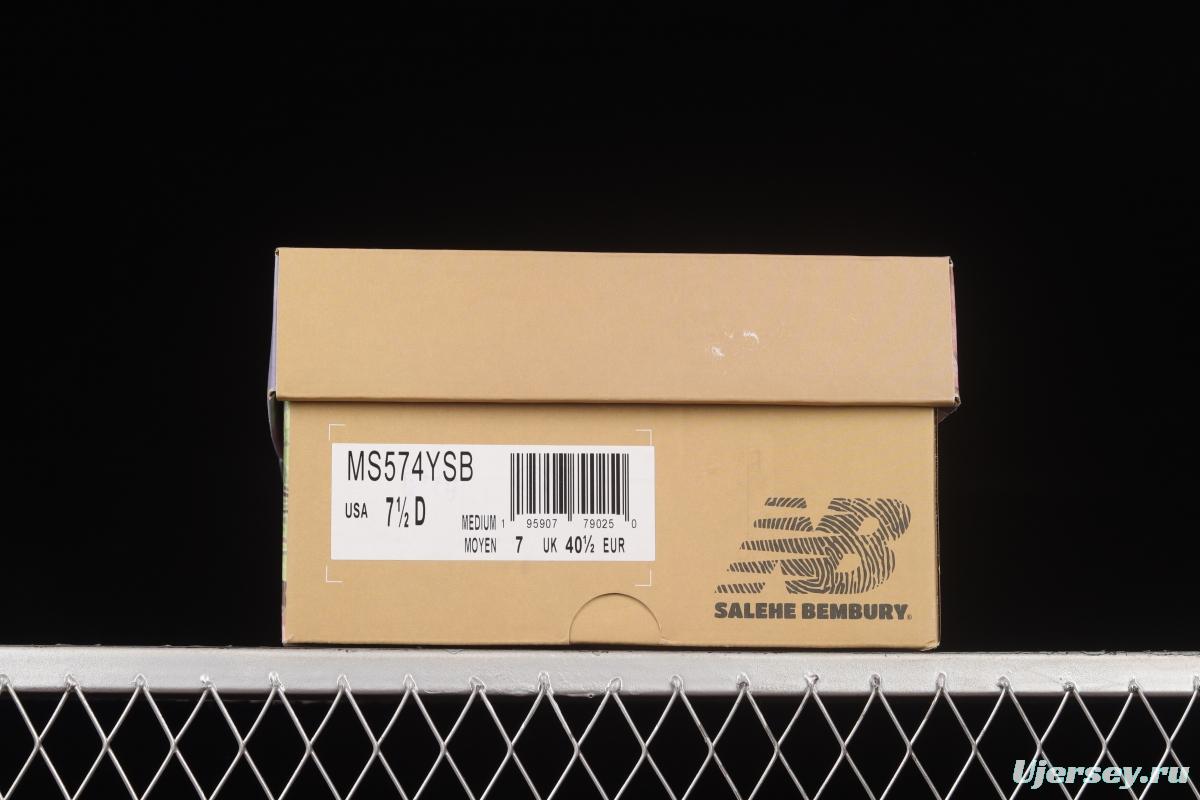 MS574YSB
USA 7½ D
MEDIUM 1 95907 79025 0
MOYEN 7 UK 40½ EUR
NB
SALEHE BEMBURY®
Ujersey.ru